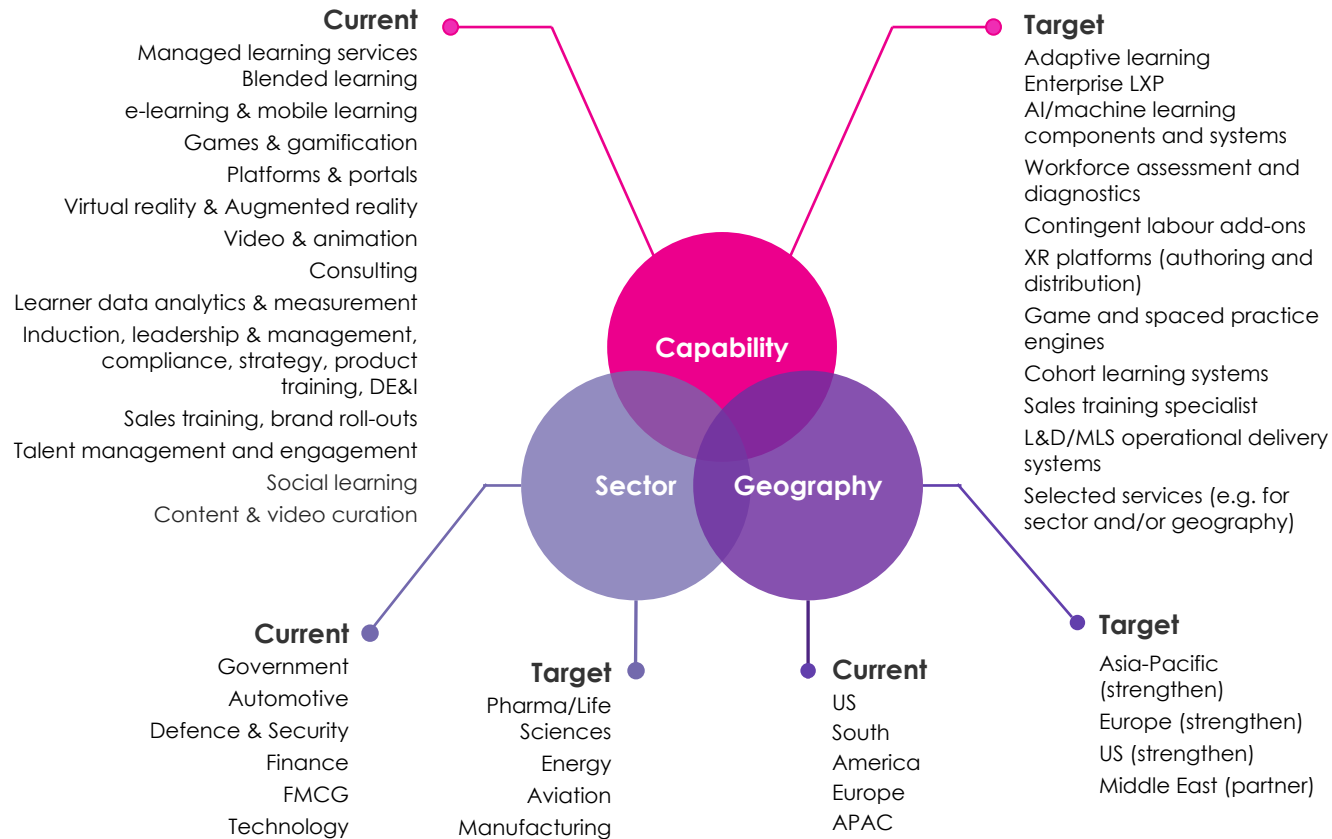 Current
Managed learning services
Blended learning
e-learning & mobile learning
Games & gamification
Platforms & portals
Virtual reality & Augmented reality
Video & animation
Consulting
Learner data analytics & measurement
Induction, leadership & management,
compliance, strategy, product
training, DE&I
Sales training, brand roll-outs
Talent management and engagement
Social learning
Content & video curation
Target
Adaptive learning
Enterprise LXP
AI/machine learning
components and systems
Workforce assessment and
diagnostics
Contingent labour add-ons
XR platforms (authoring and
distribution)
Game and spaced practice
engines
Cohort learning systems
Sales training specialist
L&D/MLS operational delivery
systems
Selected services (e.g. for
sector and/or geography)
Capability
Sector
Geography
Current
Government
Automotive
Defence & Security
Finance
FMCG
Technology
Target
Pharma/Life
Sciences
Energy
Aviation
Manufacturing
Current
US
South
America
Europe
APAC
Target
Asia-Pacific
(strengthen)
Europe (strengthen)
US (strengthen)
Middle East (partner)